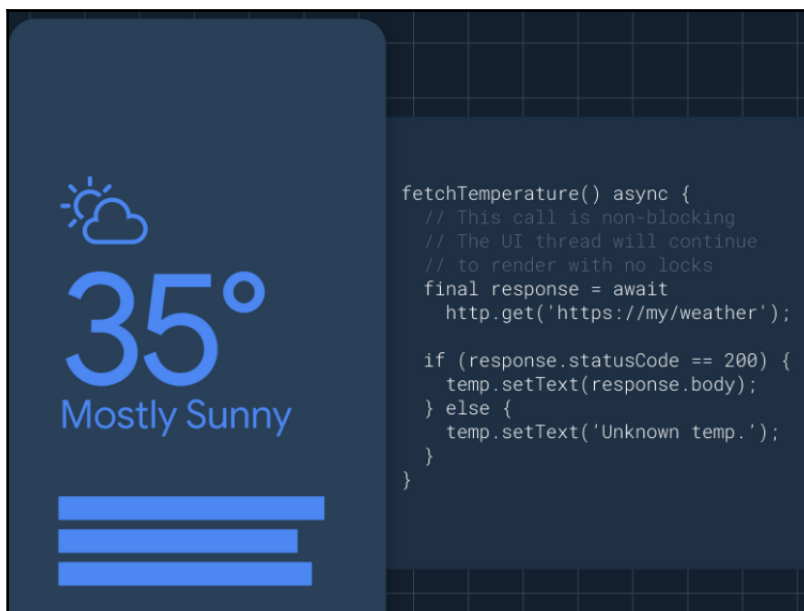 35°
Mostly Sunny
fetchTemperature() async {
// This call is non-blocking
// The UI thread will continue
// to render with no locks
final response = await
http.get('https://my/weather');
if (response.statusCode == 200) {
temp.setText(response.body);
} else {
temp.setText('Unknown temp.');
}
}